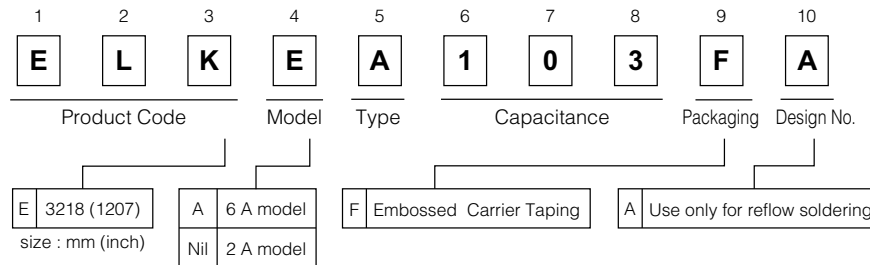 1 2 3 4 5 6 7 8 9 10
E L K E A 1 0 3 F A
Product Code Model Type Capacitance Packaging Design No.
E 3218 (1207) A 6 A model F Embossed Carrier Taping A Use only for reflow soldering
size : mm (inch) Nil 2 A model